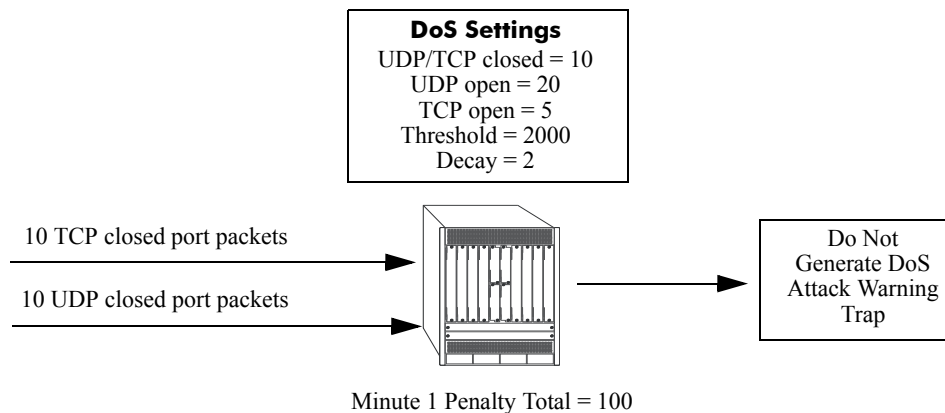 DoS Settings
UDP/TCP closed = 10
UDP open = 20
TCP open = 5
Threshold = 2000
Decay = 2
10 TCP closed port packets
10 UDP closed port packets
Do Not
Generate DoS
Attack Warning
Trap
Minute 1 Penalty Total = 100